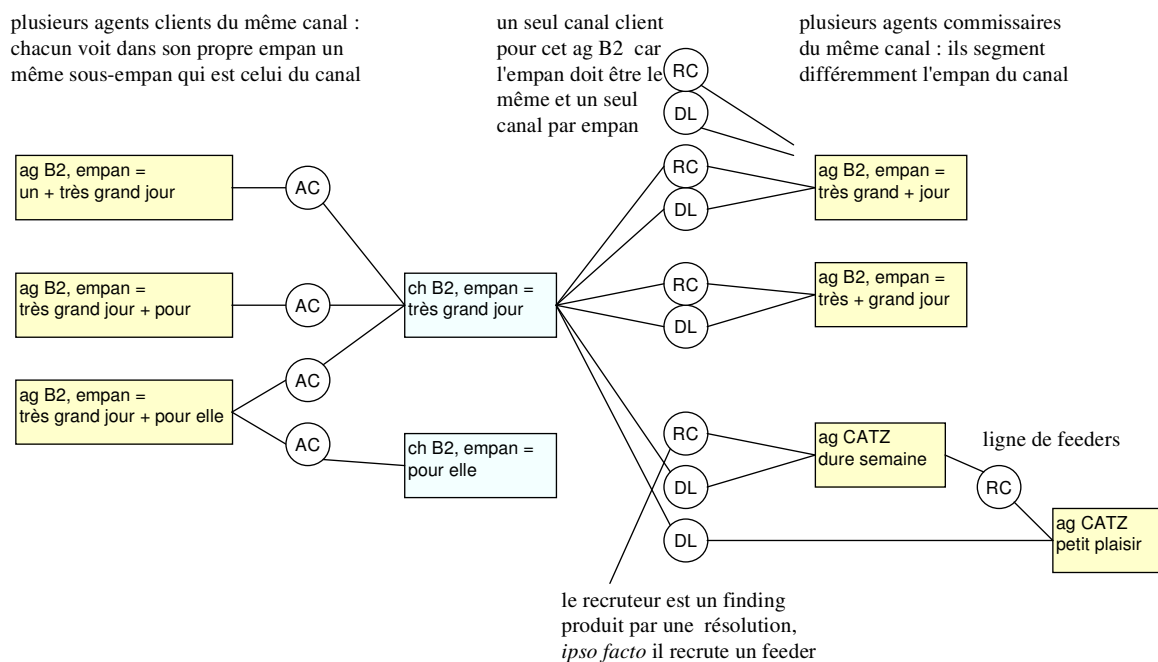 plusieurs agents clients du même canal :
chacun voit dans son propre empan un
même sous-empan qui est celui du canal
un seul canal client
pour cet ag B2  car
l'empan doit être le
même et un seul
canal par empan
plusieurs agents commissaires
du même canal : ils segment
différemment l'empan du canal
RC
DL
ag B2, empan =
un + très grand jour
AC
RC
DL
ag B2, empan =
très grand + jour
ag B2, empan =
très grand jour + pour
AC
ch B2, empan =
très grand jour
RC
DL
ag B2, empan =
très + grand jour
ag B2, empan =
très grand jour + pour elle
AC
AC
ch B2, empan =
pour elle
RC
DL
ag CATZ
dure semaine
ligne de feeders
RC
DL
ag CATZ
petit plaisir
le recruteur est un finding
produit par une  résolution,
ipso facto il recrute un feeder